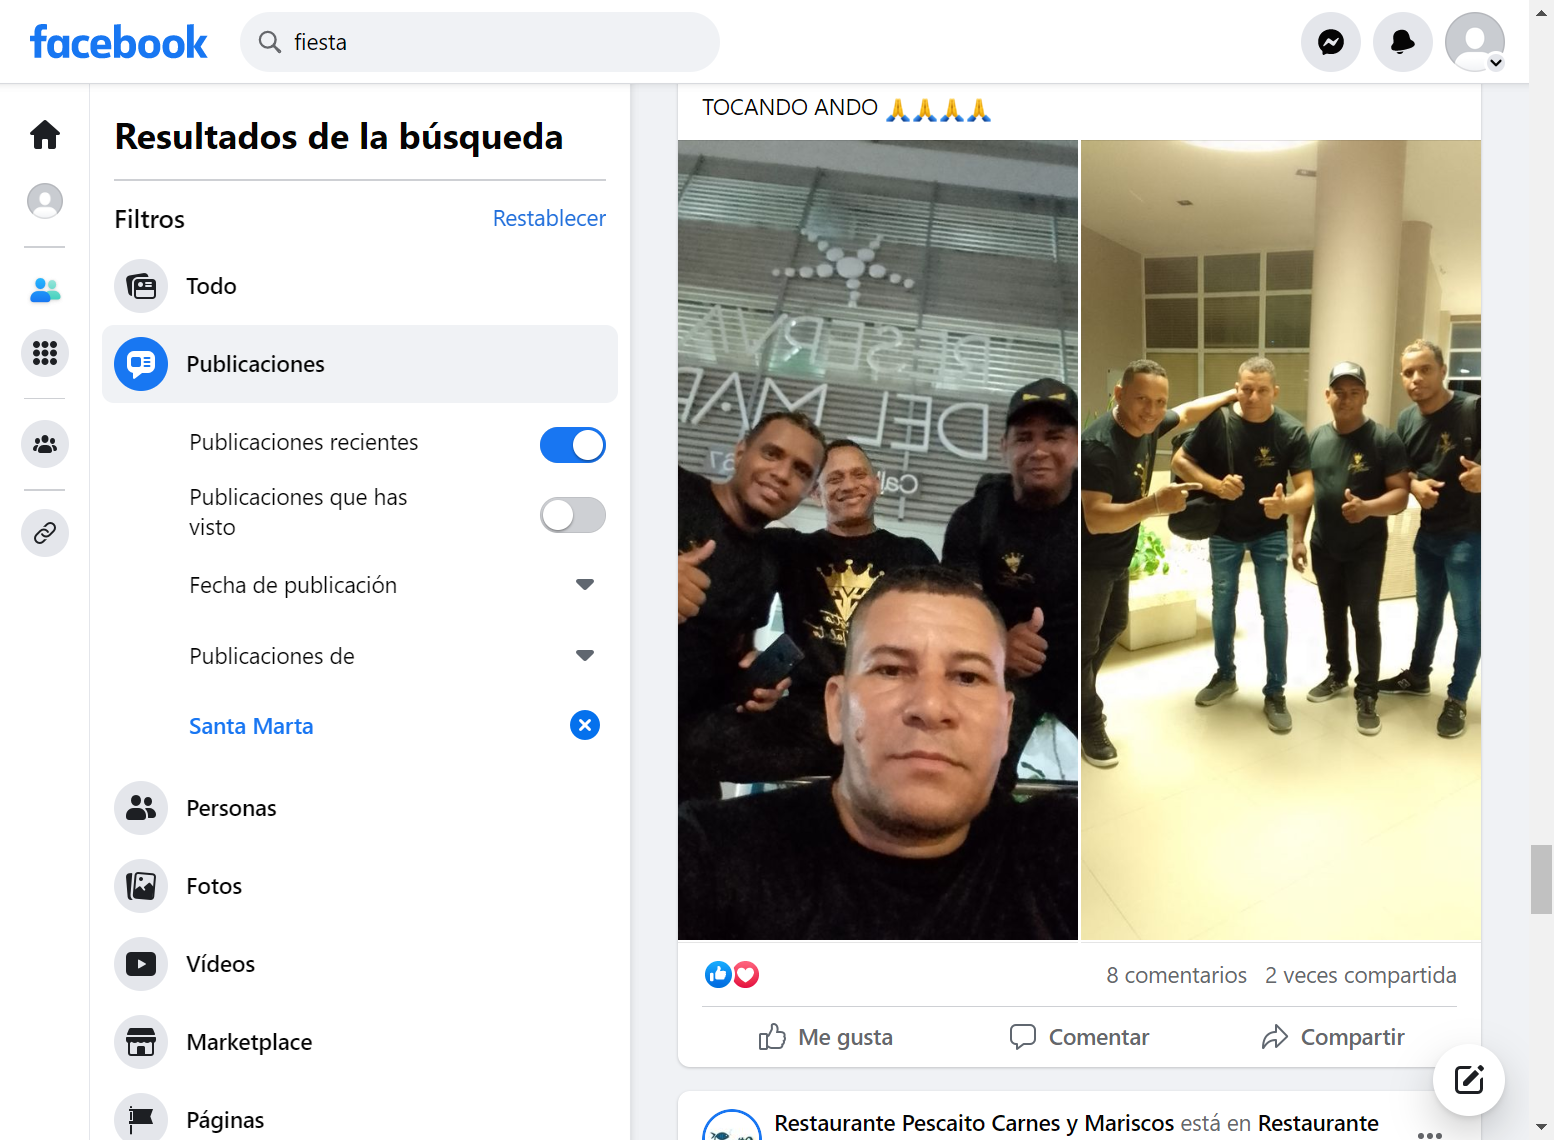 facebook
fiesta
Resultados de la búsqueda
Filtros
Restablecer
Todo
Publicaciones
Publicaciones recientes
Publicaciones que has
visto
Fecha de publicación
Publicaciones de
Santa Marta
Personas
Fotos
Vídeos
Marketplace
Páginas
TOCANDO ANDO 🙏🙏🙏🙏
RESERVA
DEL MAR
8 comentarios 2 veces compartida
Me gusta
Comentar
Compartir
Restaurante Pescaito Carnes y Mariscos está en Restaurante